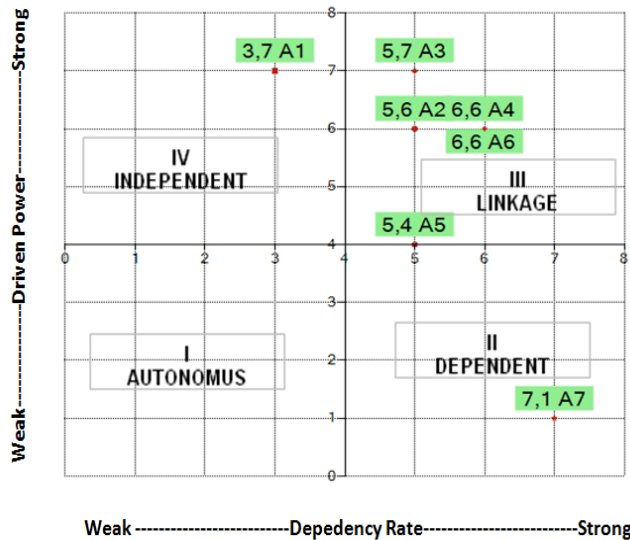 8
3,7 A1
5,7 A3
7
5,6 A2
6,6 A4
6
6,6 A6
IV
INDEPENDENT
III
LINKAGE
5
5,4 A5
4
0
1
2
3
4
5
6
7
8
3
I
AUTONOMUS
II
DEPENDENT
2
7,1 A7
1
0
Weak---------------Driven Power---------------Strong
Weak -----------------------Depedency Rate-----------------------Strong